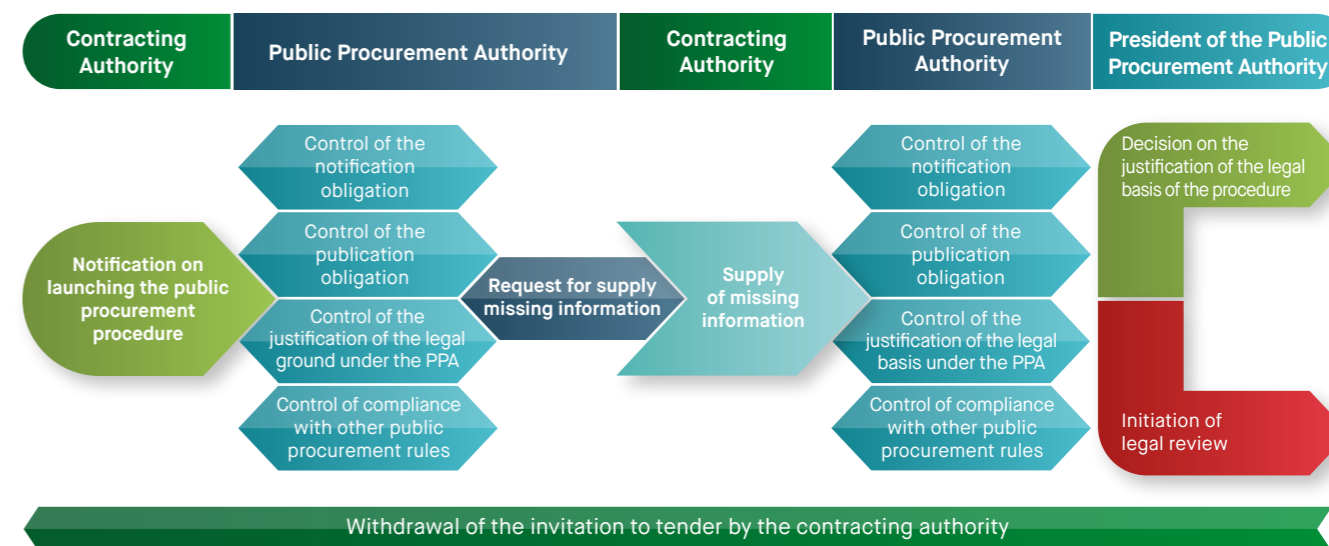 Contracting
Authority
Public Procurement Authority
Contracting
Authority
Public Procurement
Authority
President of the Public
Procurement Authority
Notification on
launching the public
procurement
procedure
Control of the
notification
obligation
Control of the
publication
obligation
Control of the
justification of the legal
ground under the PPA
Control of compliance
with other public
procurement rules
Request for supply
missing information
Supply
of missing
information
Control of the
notification
obligation
Control of the
publication
obligation
Control of the
justification of the legal
basis under the PPA
Control of compliance
with other public
procurement rules
Decision on the
justification of the legal
basis of the procedure
Initiation of
legal review
Withdrawal of the invitation to tender by the contracting authority